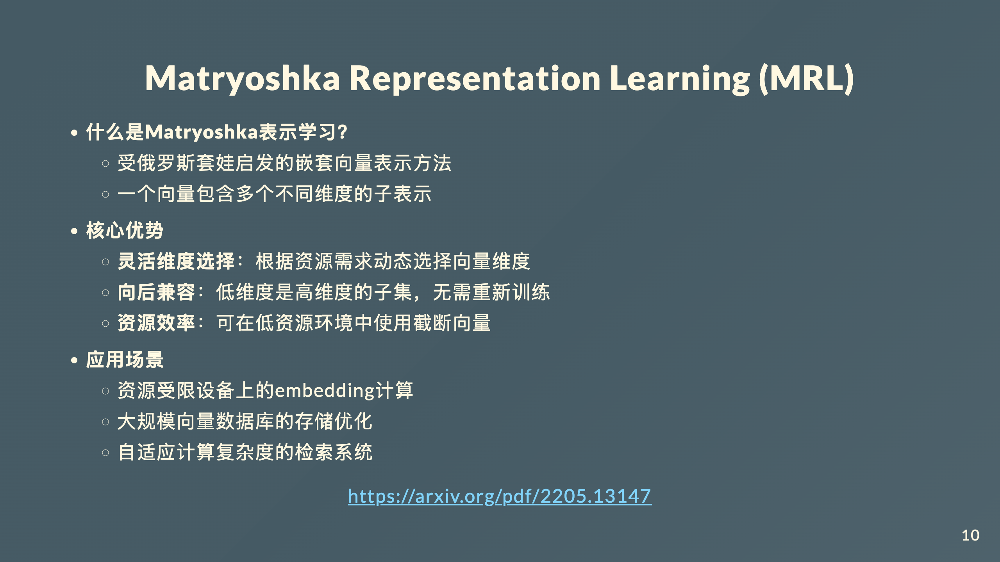 Matryoshka Representation Learning (MRL)
• 什么是Matryoshka表示学习?
○ 受俄罗斯套娃启发的嵌套向量表示方法
○ 一个向量包含多个不同维度的子表示
• 核心优势
○ 灵活维度选择：根据资源需求动态选择向量维度
○ 向后兼容：低维度是高维度的子集，无需重新训练
○ 资源效率：可在低资源环境中使用截断向量
• 应用场景
○ 资源受限设备上的embedding计算
○ 大规模向量数据库的存储优化
○ 自适应计算复杂度的检索系统
https://arxiv.org/pdf/2205.13147
10